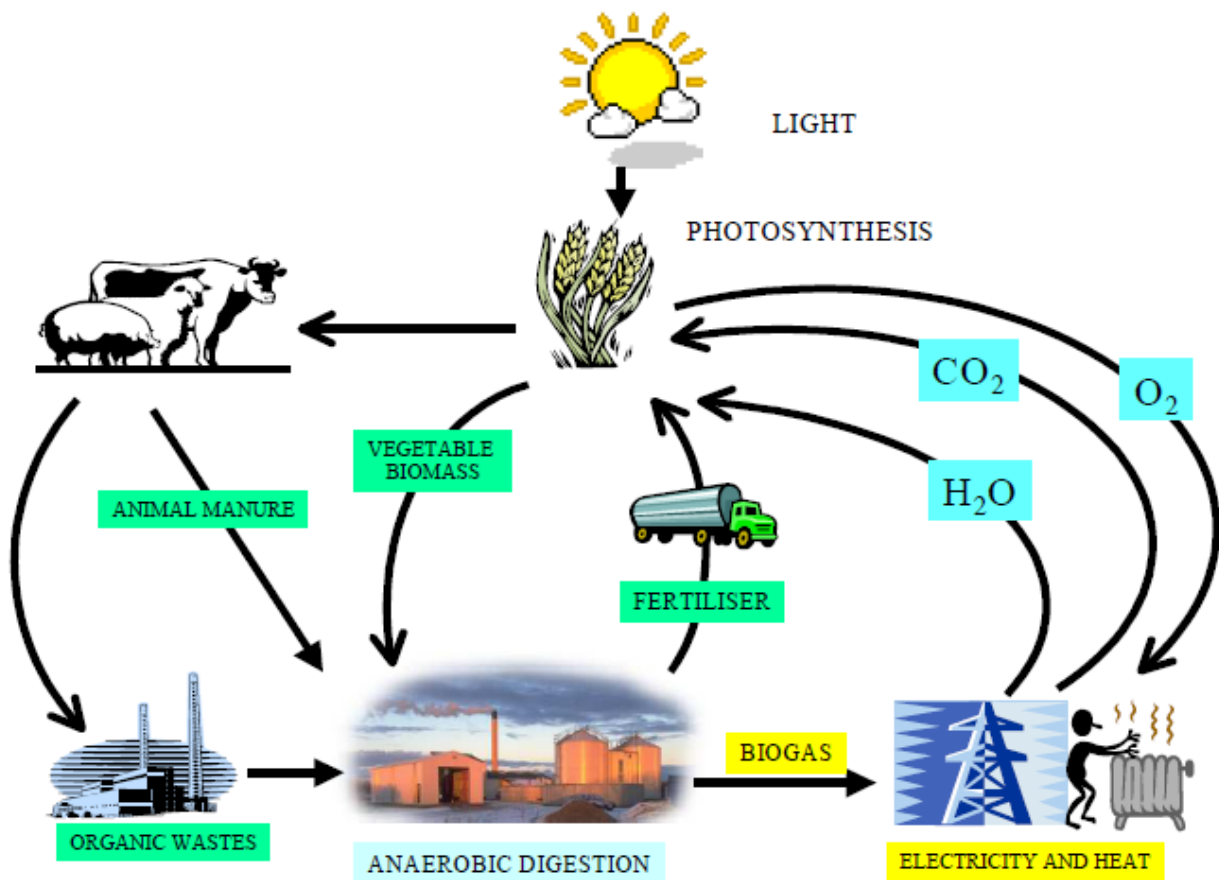 LIGHT
PHOTOSYNTHESIS
CO₂
O₂
VEGETABLE
BIOMASS
H₂O
ANIMAL MANURE
FERTILISER
BIOGAS
ORGANIC WASTES
ANAEROBIC DIGESTION
ELECTRICITY AND HEAT